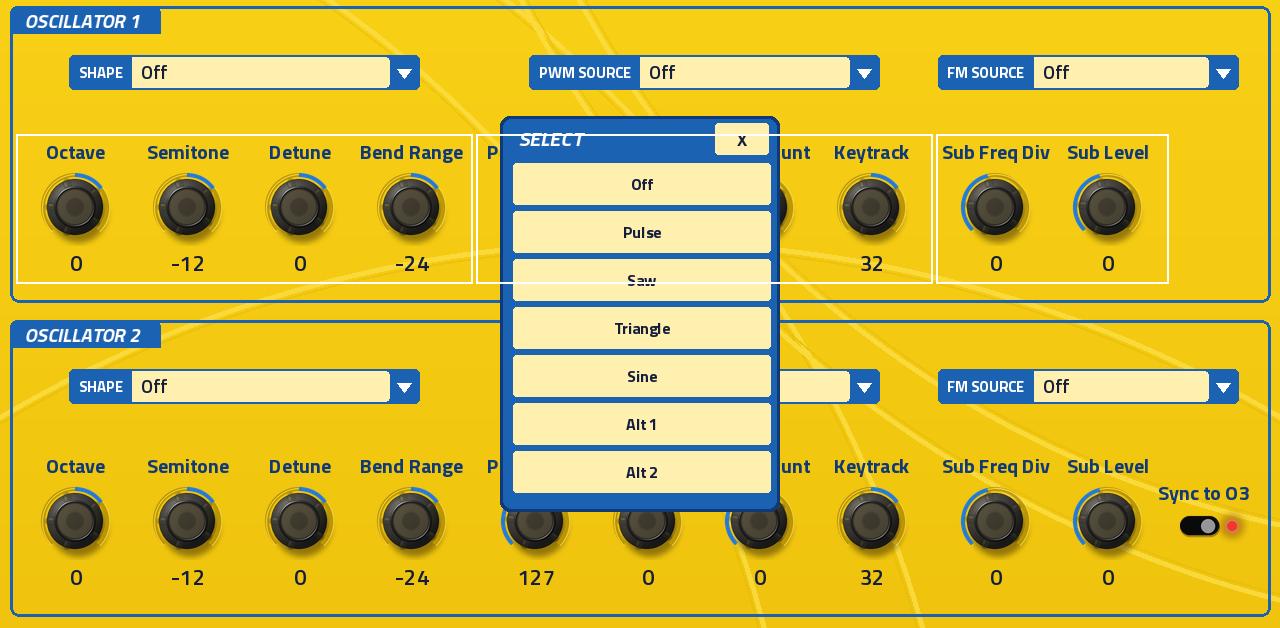 OSCILLATOR 1
SHAPE Off PWM SOURCE Off FM SOURCE Off
SELECT X
Octave Semitone Detune Bend Range P unt Keytrack Sub Freq Div Sub Level
Off
Pulse
0 -12 0 -24 32 0 0
Saw
Triangle
OSCILLATOR 2
Sine
SHAPE Off FM SOURCE Off
Alt 1
Octave Semitone Detune Bend Range P unt Keytrack Sub Freq Div Sub Level
Alt 2
Sync to O3
0 -12 0 -24 127 0 0 32 0 0